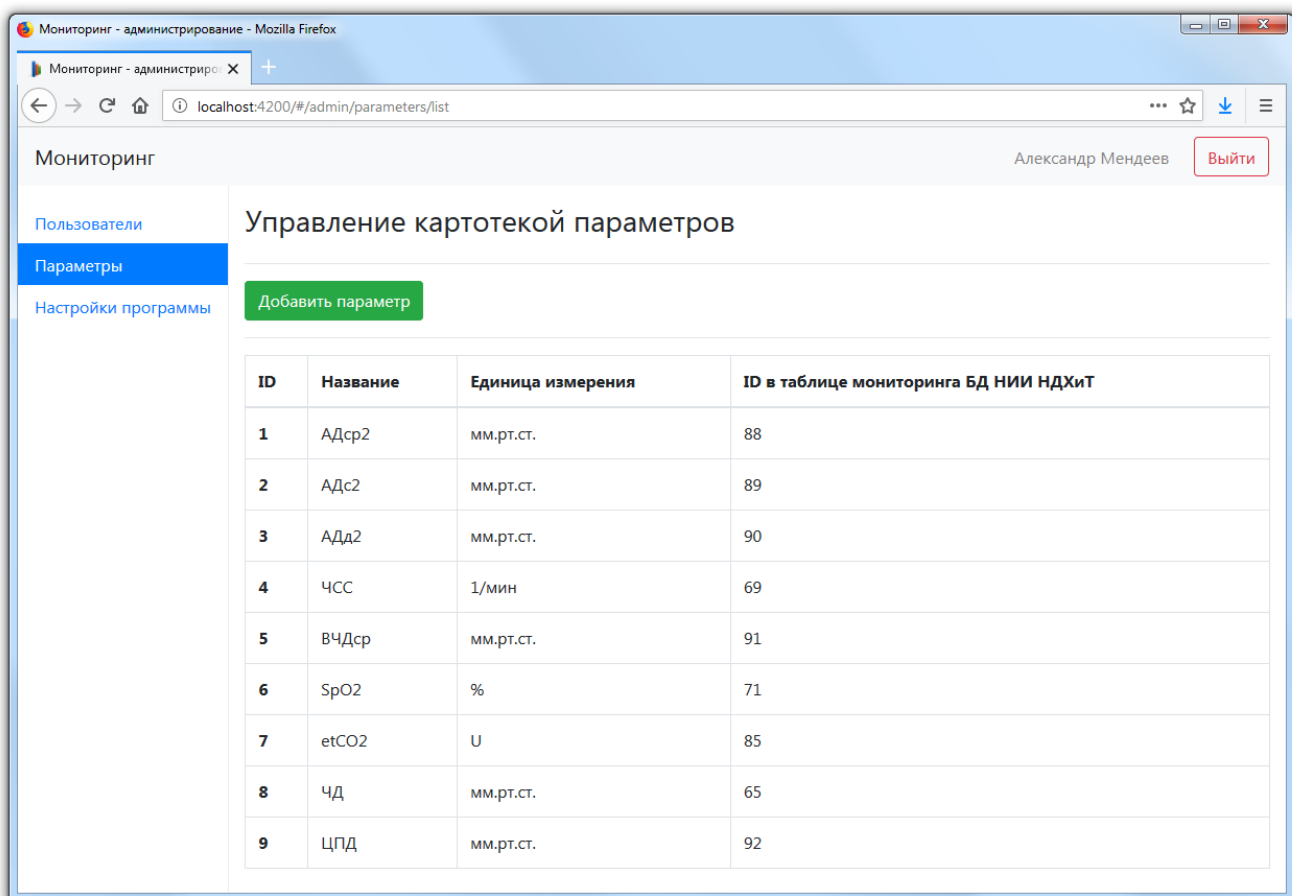 Мониторинг - администрирование - Mozilla Firefox
Мониторинг - администриро
localhost:4200/#/admin/parameters/list
Мониторинг Александр Мендеев Выйти
Пользователи
Параметры
Настройки программы
Управление картотекой параметров
Добавить параметр
ID Название Единица измерения ID в таблице мониторинга БД НИИ НДХиТ
1 АДср2 мм.рт.ст. 88
2 АДс2 мм.рт.ст. 89
3 АДд2 мм.рт.ст. 90
4 ЧСС 1/мин 69
5 ВЧДср мм.рт.ст. 91
6 SpO2 % 71
7 etCO2 U 85
8 ЧД мм.рт.ст. 65
9 ЦПД мм.рт.ст. 92